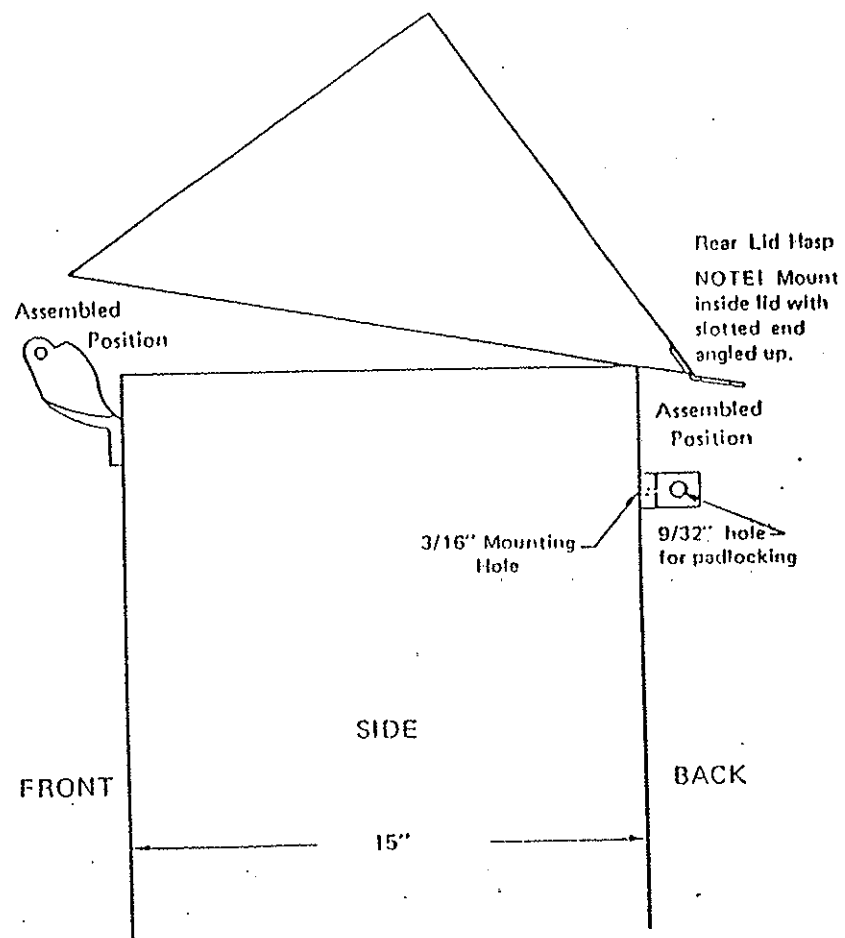 Rear Lid Hasp
NOTE! Mount
inside lid with
slotted end
angled up.
Assembled
Position
Assembled
Position
3/16" Mounting
Hole
9/32" hole
for padlocking
SIDE
FRONT
BACK
15"